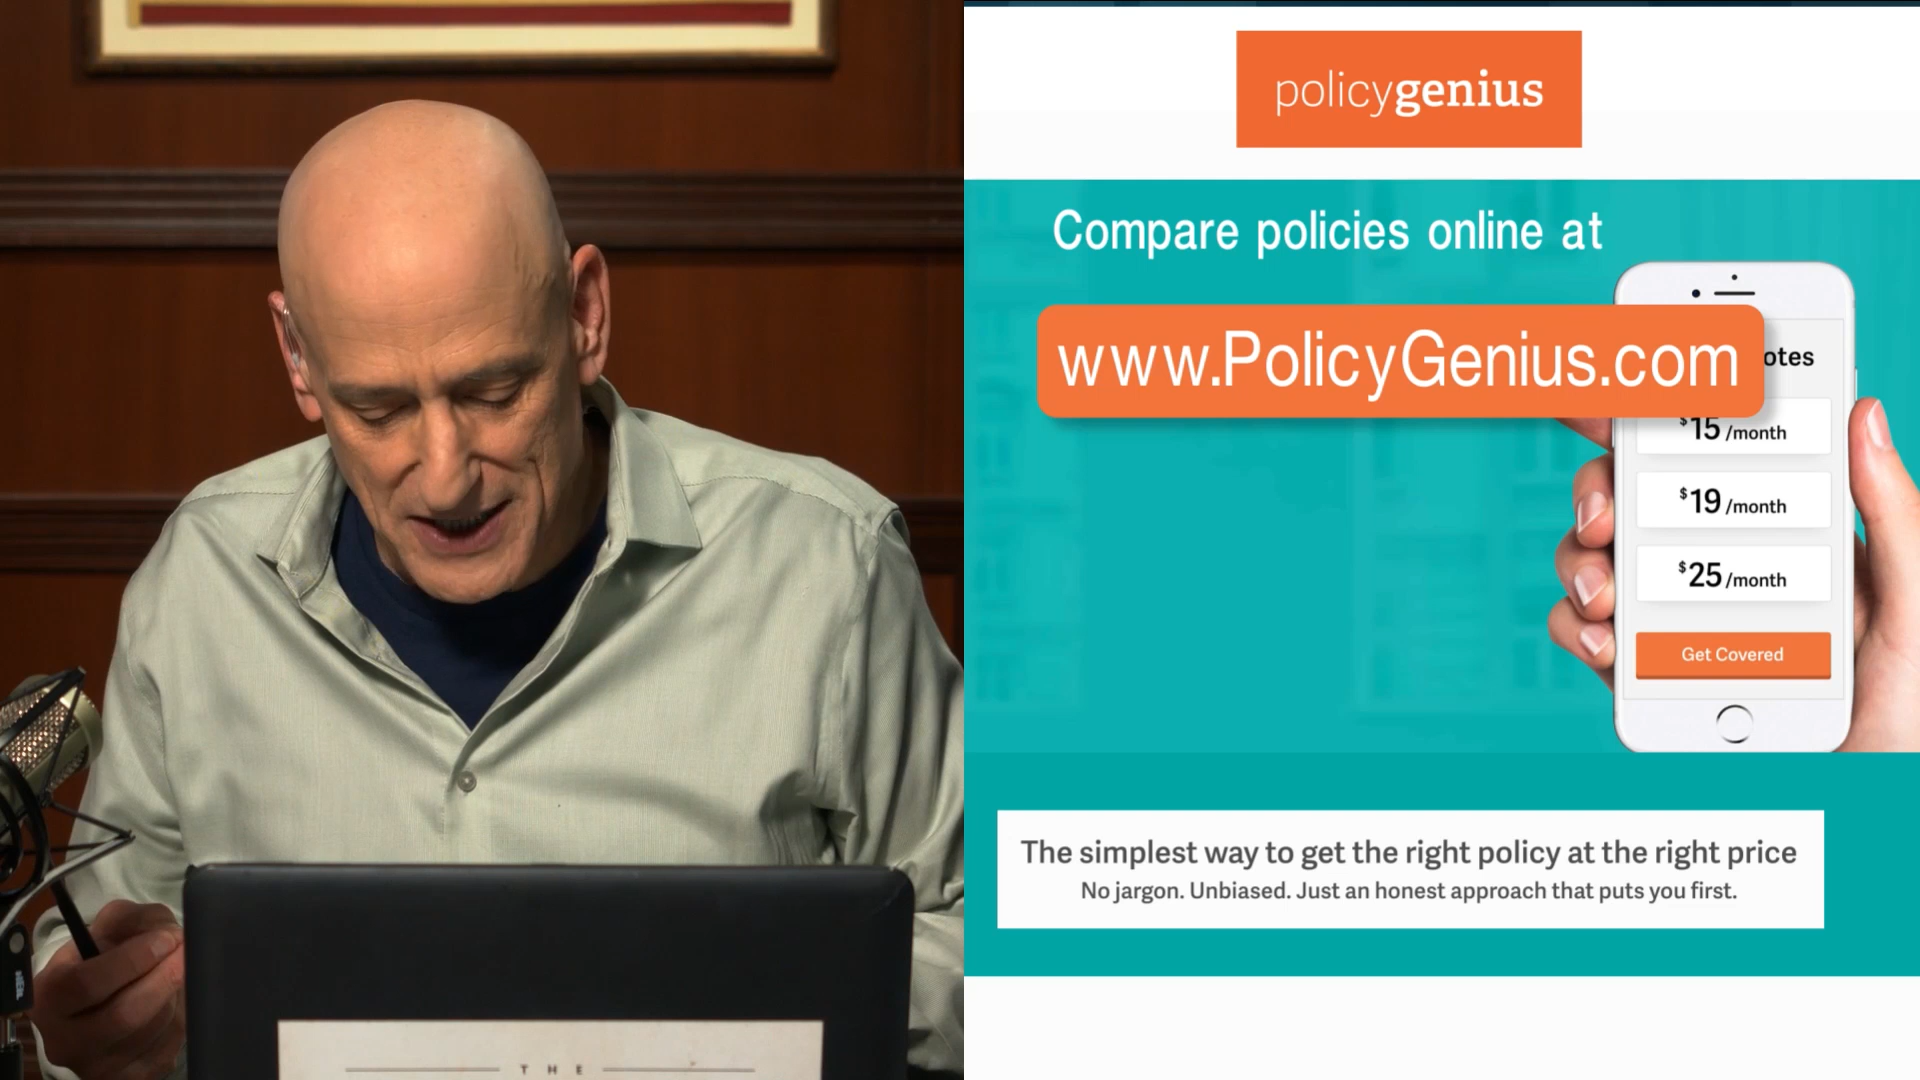 policygenius
Compare policies online at
www.PolicyGenius.com
otes
$15/month
$19/month
$25/month
Get Covered
The simplest way to get the right policy at the right price
No jargon. Unbiased. Just an honest approach that puts you first.
THE